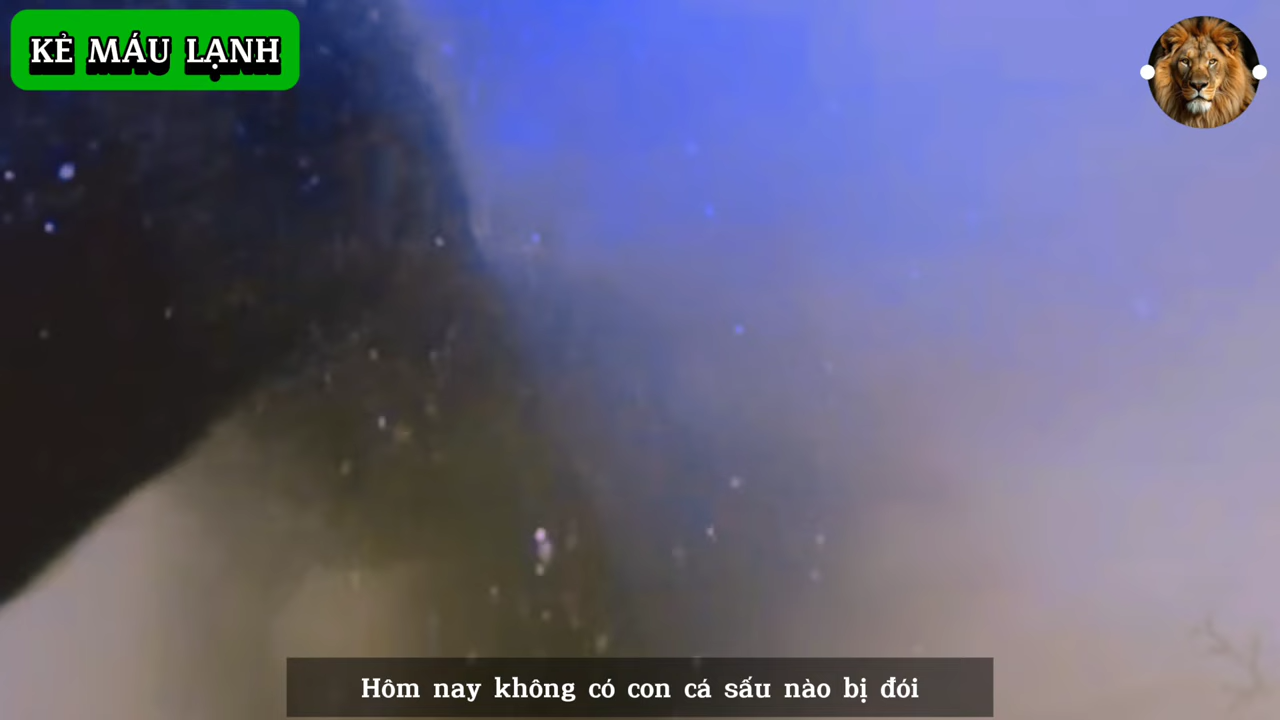 KẺ MÁU LẠNH
Hôm nay không có con cá sấu nào bị đói